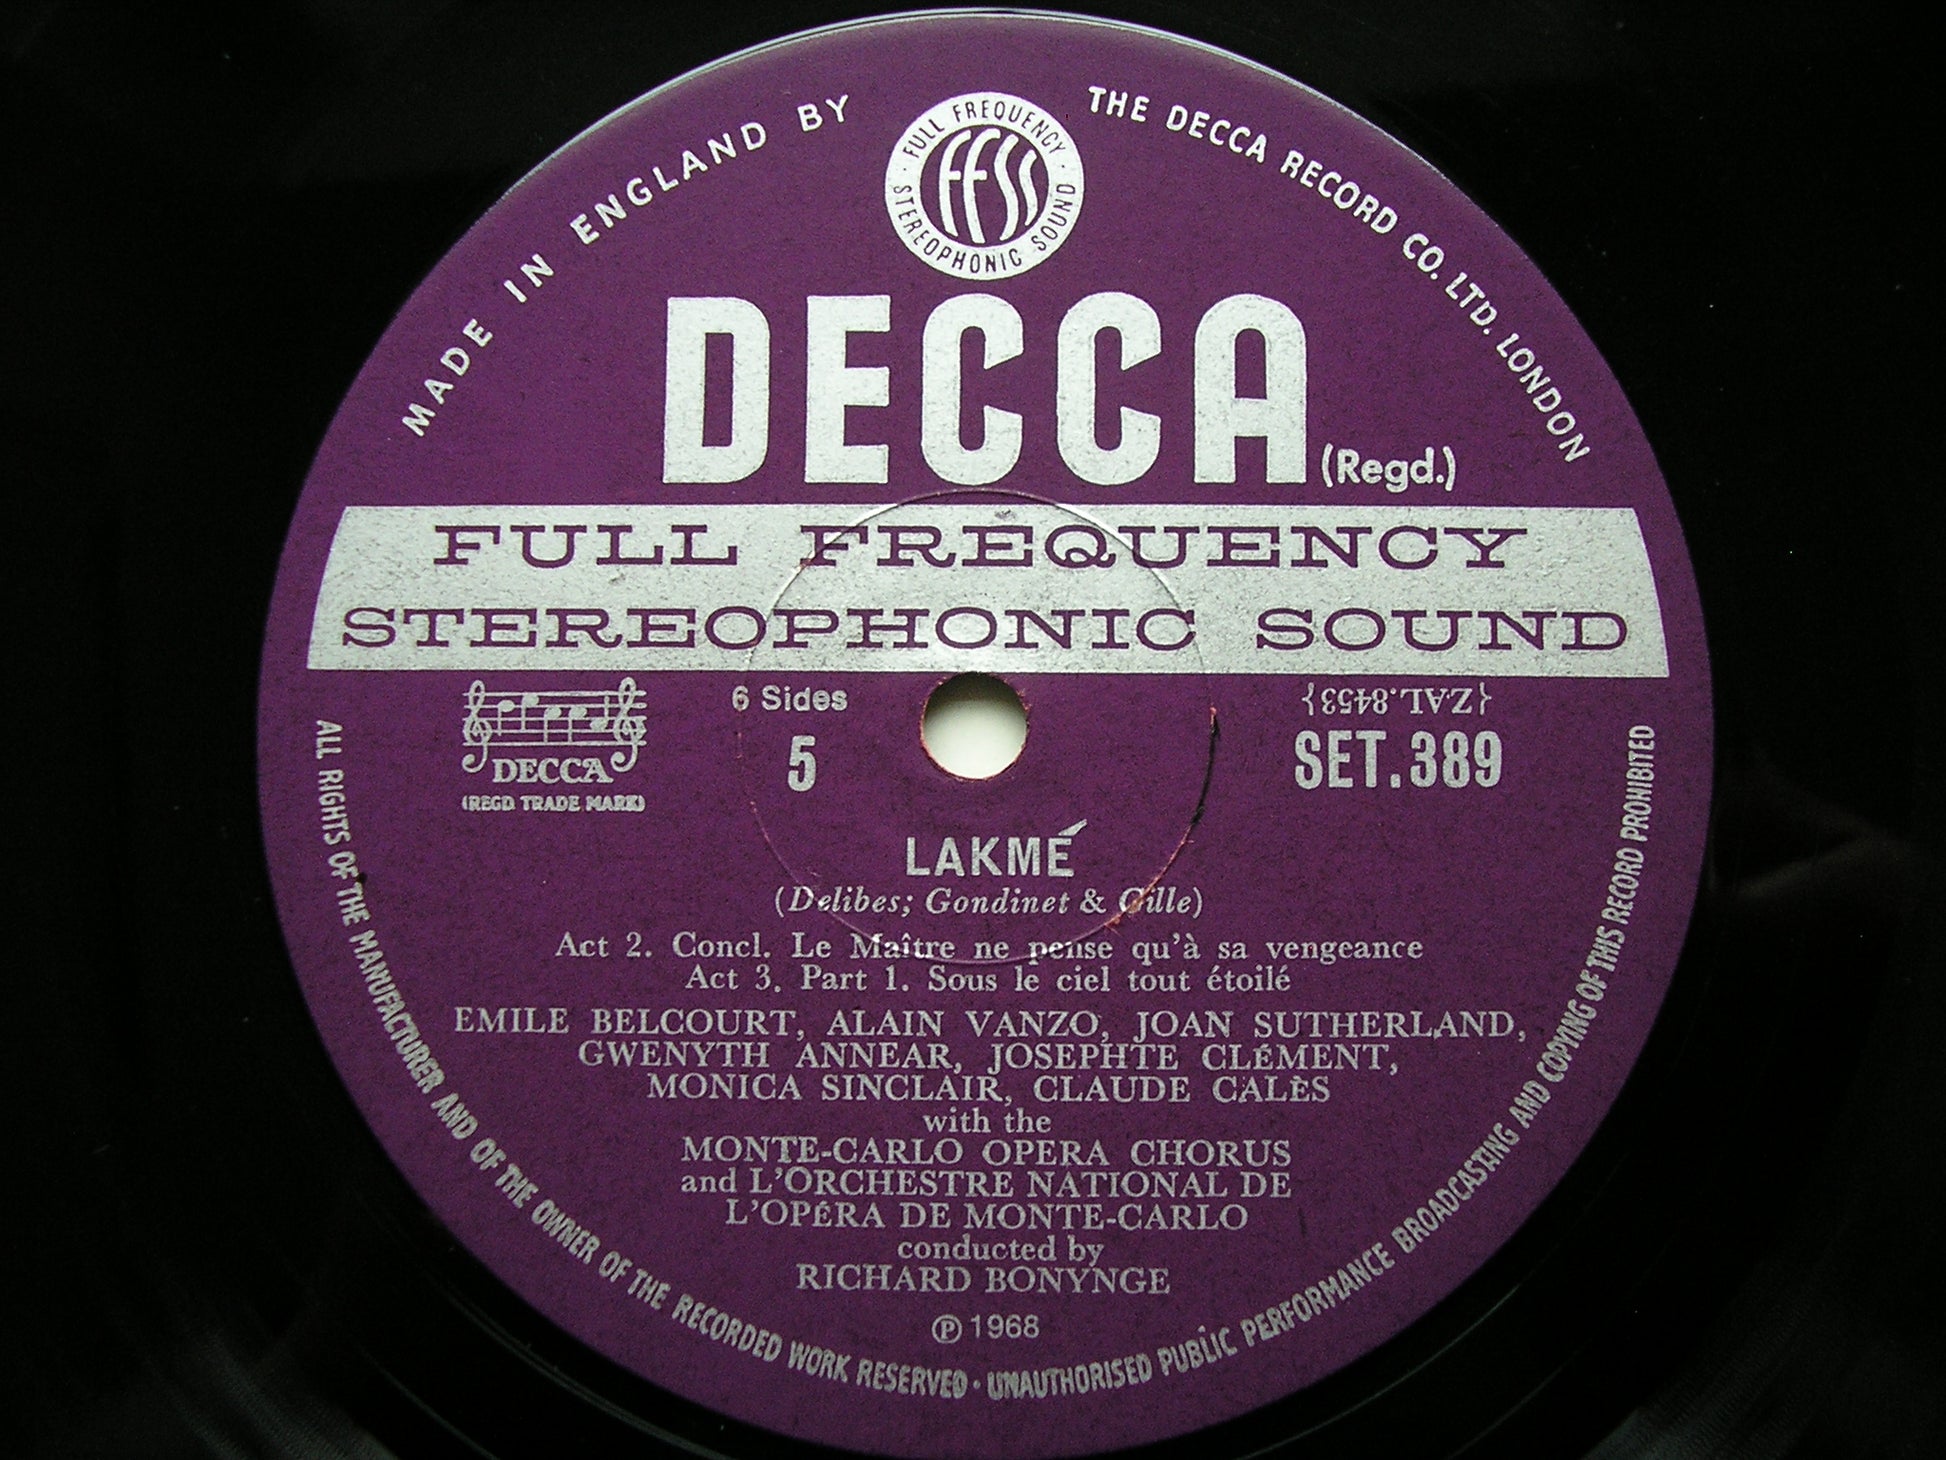 MADE IN ENGLAND BY
THE DECCA RECORD CO. LTD. LONDON
FULL FREQUENCY
STEREOPHONIC SOUND
FFSS
DECCA (Regd.)
FULL FREQUENCY
STEREOPHONIC SOUND
DECCA
(REGD. TRADE MARK)
6 Sides
5
{ZAL.8453}
SET.389
LAKMÉ
(Delibes; Gondinet & Gille)
Act 2. Concl. Le Maître ne pense qu'à sa vengeance
Act 3. Part 1. Sous le ciel tout étoilé
EMILE BELCOURT, ALAIN VANZO, JOAN SUTHERLAND,
GWENYTH ANNEAR, JOSEPHTE CLÉMENT,
MONICA SINCLAIR, CLAUDE CALÈS
with the
MONTE-CARLO OPERA CHORUS
and L'ORCHESTRE NATIONAL DE
L'OPÉRA DE MONTE-CARLO
conducted by
RICHARD BONYNGE
℗ 1968
ALL RIGHTS OF THE MANUFACTURER AND OF THE OWNER OF THE RECORDED WORK RESERVED · UNAUTHORISED PUBLIC PERFORMANCE BROADCASTING AND COPYING OF THIS RECORD PROHIBITED